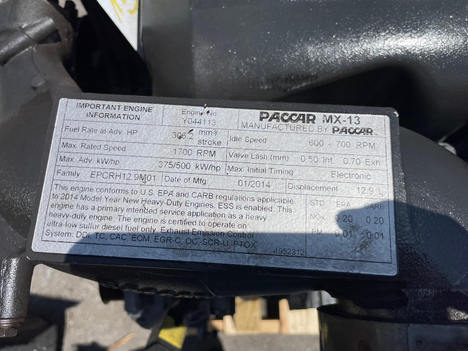 IMPORTANT ENGINE INFORMATION
Engine No Y044113
PACCAR MX-13
MANUFACTURED BY PACCAR
Fuel Rate at Adv. HP 306.2 mm³ stroke
Idle Speed 600 - 700 RPM
Max. Rated Speed 1700 RPM
Valve Lash (mm) 0.50 Int. 0.70 Exh
Max. Adv. kW/hp 375/500 kW/hp
Max. Initial Timing Electronic
Family EPCRH12.9M01
Date of Mfg 01/2014
Displacement 12.9 L
This engine conforms to U.S. EPA and CARB regulations applicable
to 2014 Model Year New Heavy-Duty Engines. ESS is enabled. This
engine has a primary intended service application as a heavy
heavy-duty engine. The engine is certified to operate on
ultra-low sulfur diesel fuel only. Exhaust Emission Control
System: DDI, TC, CAC, ECM, EGR-C, OC, SCR-U, PTOX
STD EPA
0.20 0.20
0.01 0.01